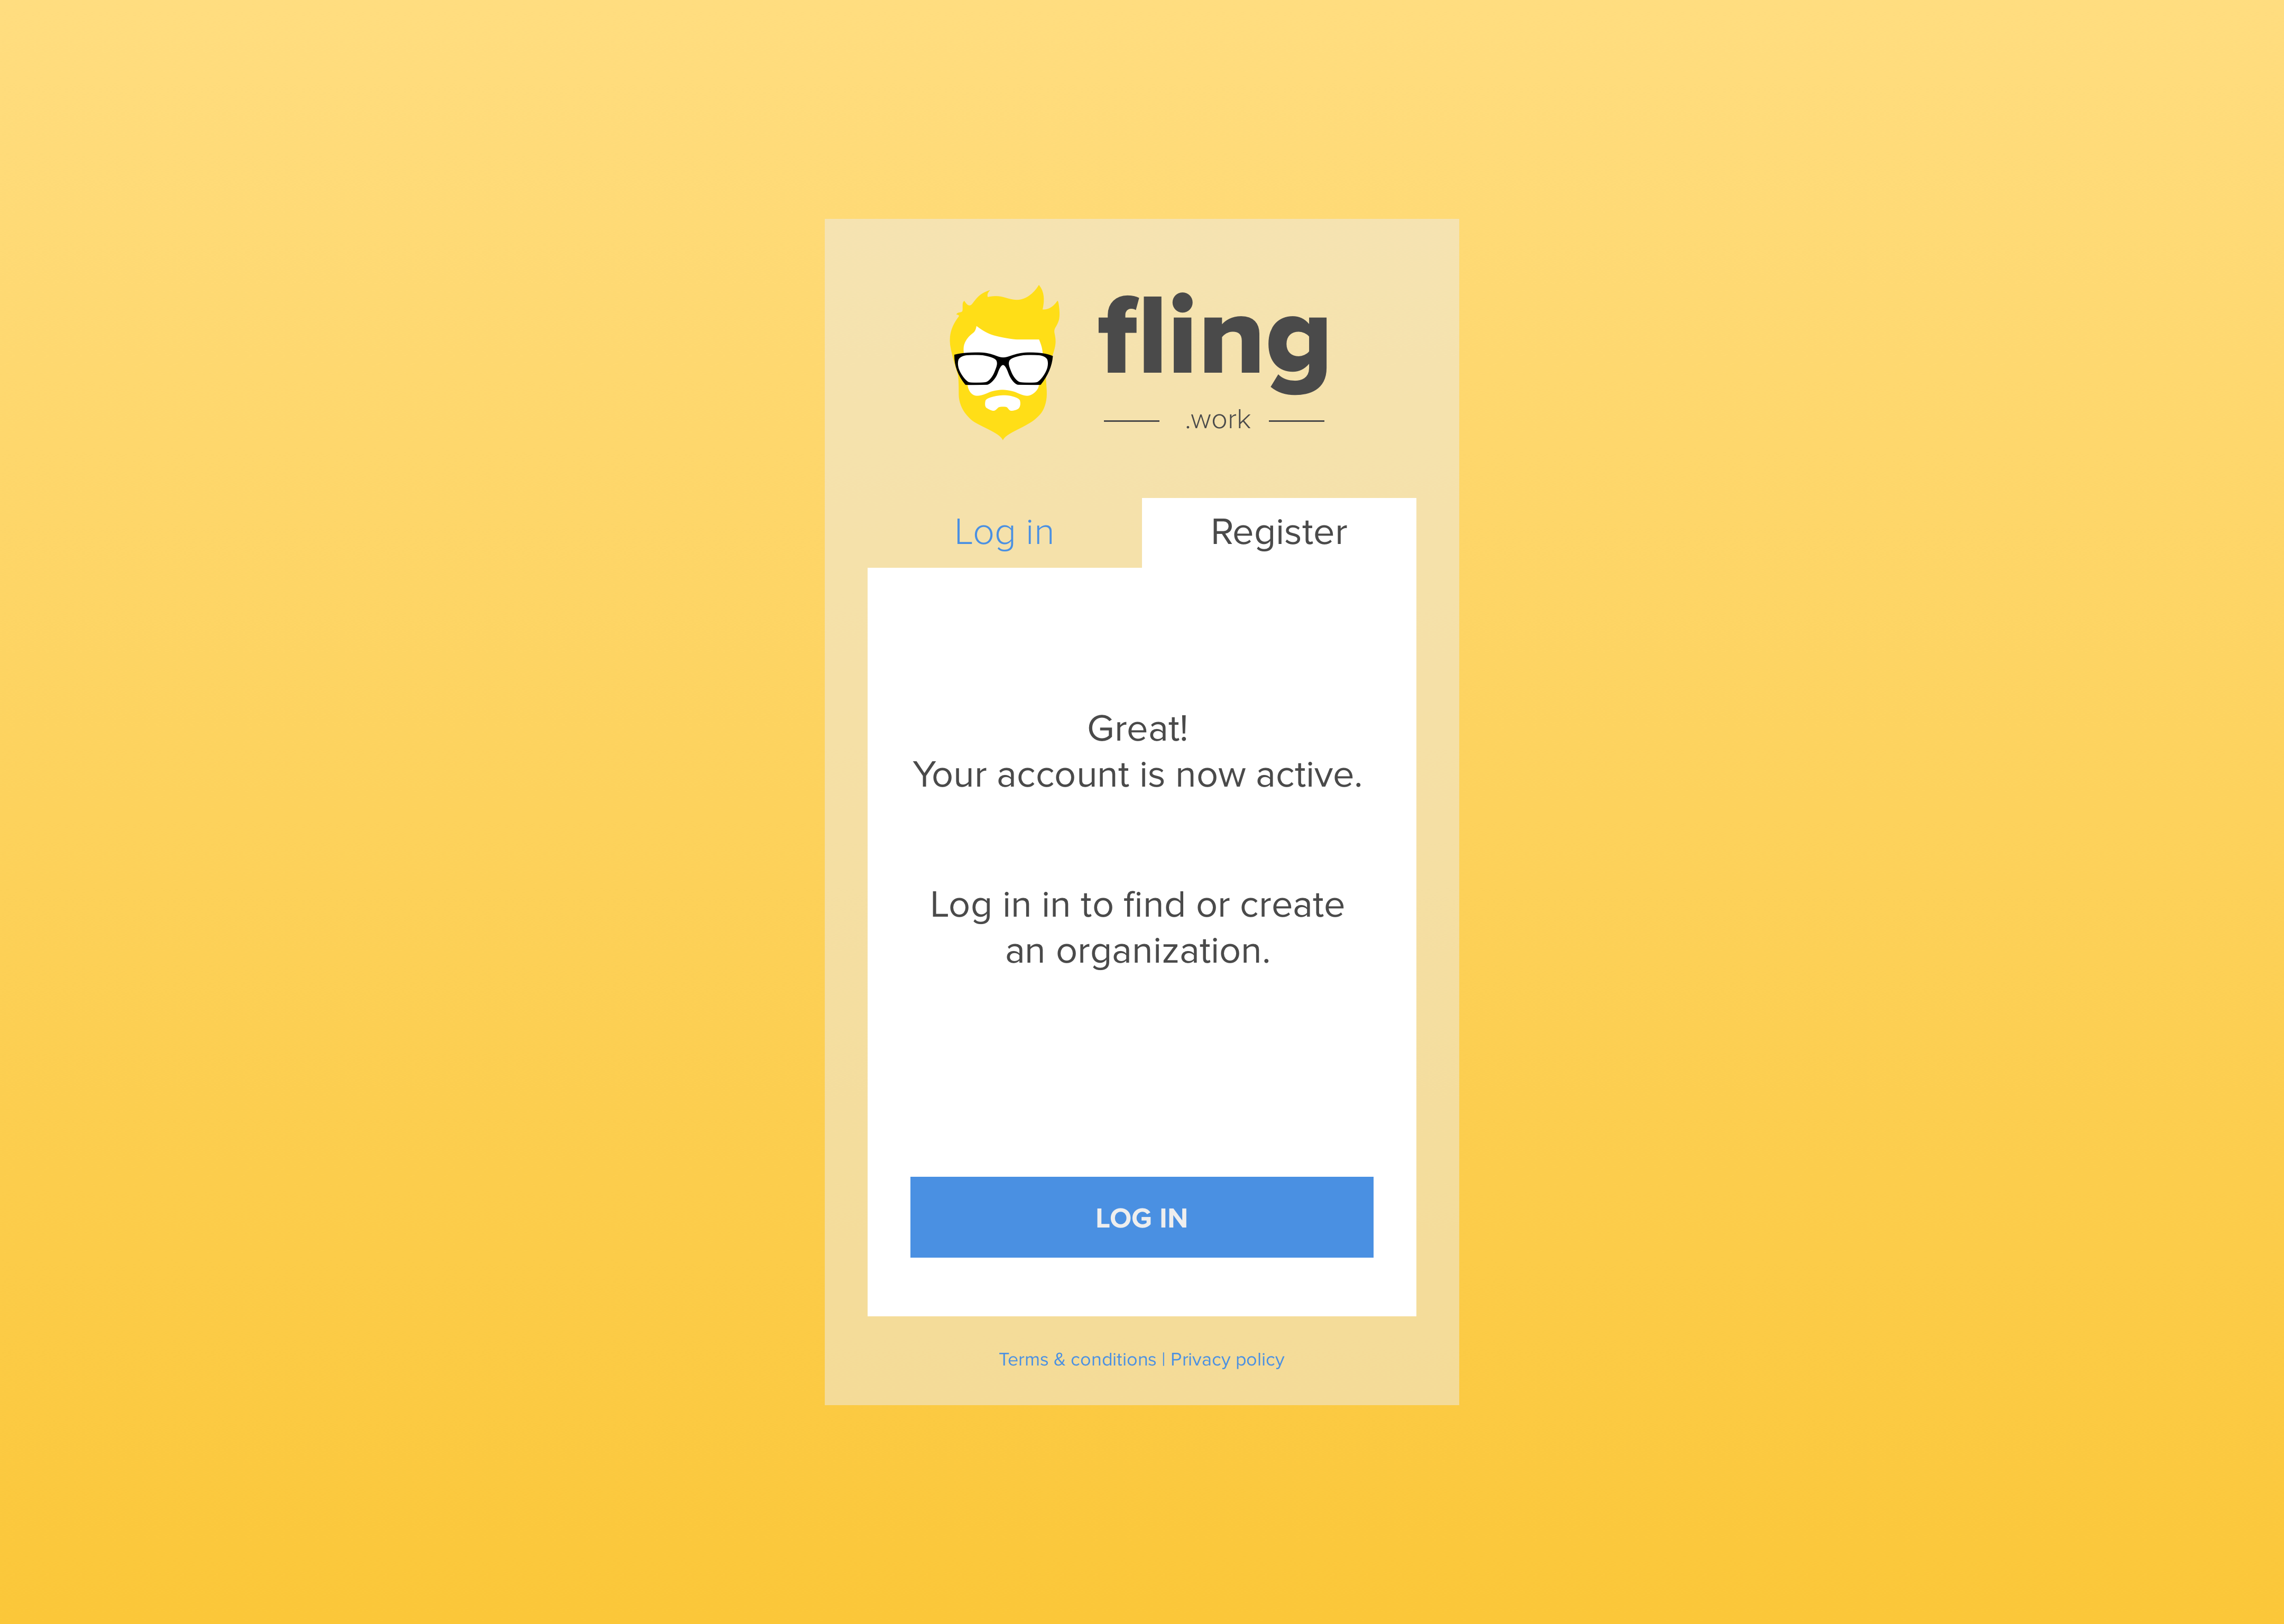 fling
.work
Log in
Register
Great!
Your account is now active.
Log in in to find or create
an organization.
LOG IN
Terms & conditions | Privacy policy